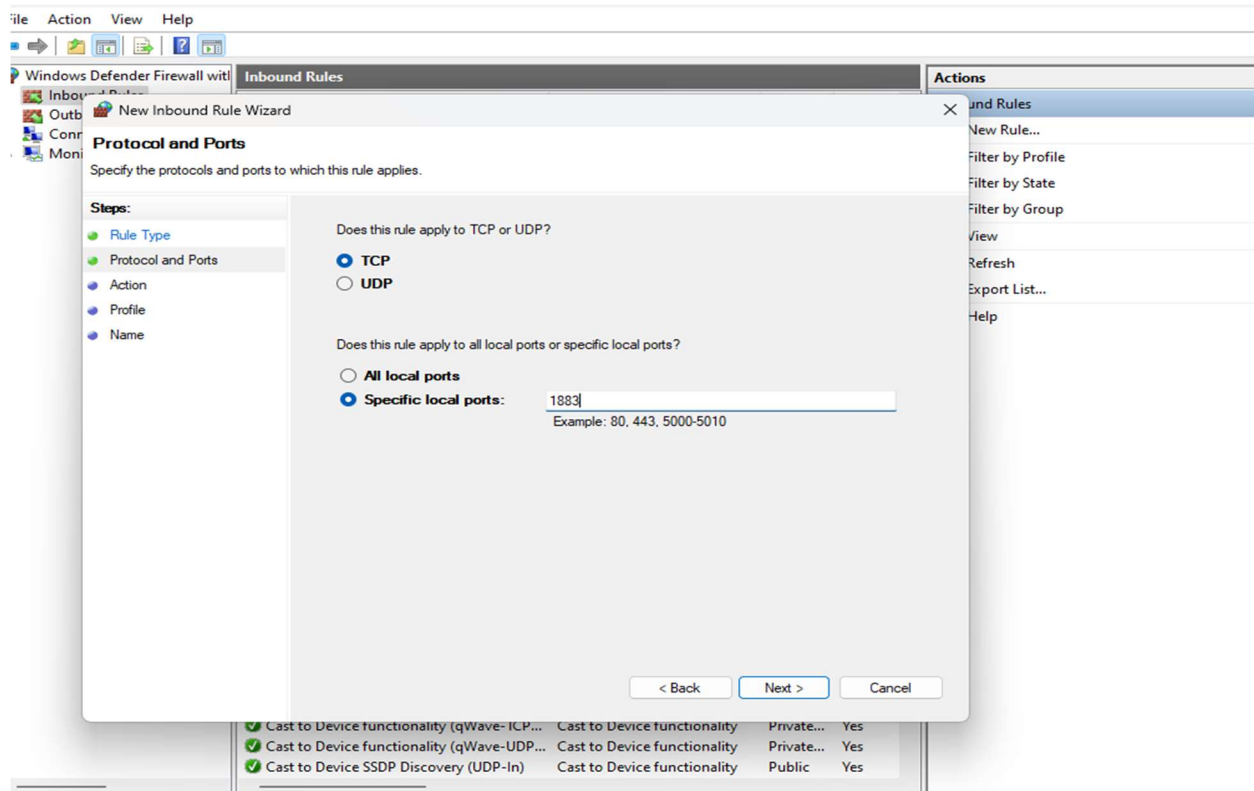 File Action View Help
Windows Defender Firewall with
Inbound Rules
Inbound Rules
Actions
New Inbound Rule Wizard
Protocol and Ports
Specify the protocols and ports to which this rule applies.
Steps:
Rule Type
Protocol and Ports
Action
Profile
Name
Does this rule apply to TCP or UDP?
TCP
UDP
Does this rule apply to all local ports or specific local ports?
All local ports
Specific local ports: 1883
Example: 80, 443, 5000-5010
< Back Next > Cancel
Rules
New Rule...
Filter by Profile
Filter by State
Filter by Group
View
Refresh
Export List...
Help
Cast to Device functionality (qWave-TCP... Cast to Device functionality Private... Yes
Cast to Device functionality (qWave-UDP... Cast to Device functionality Private... Yes
Cast to Device SSDP Discovery (UDP-In) Cast to Device functionality Public Yes